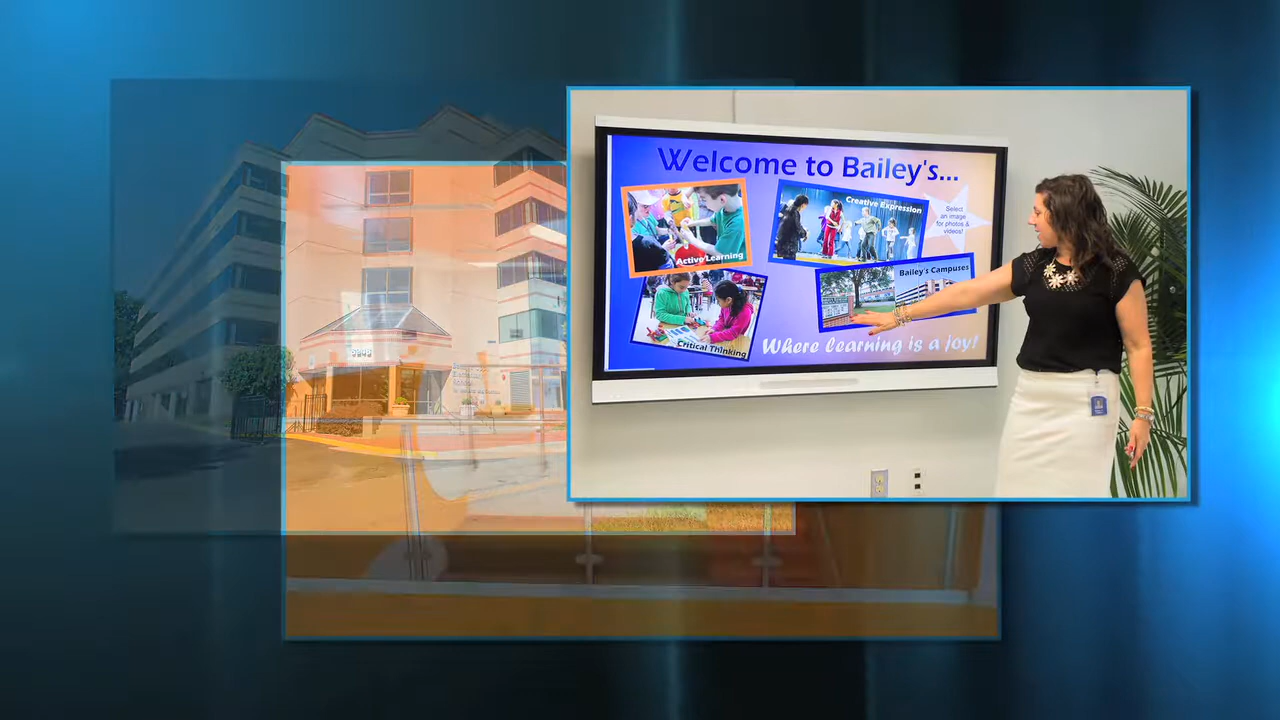 Welcome to Bailey's...
Active Learning
Creative Expression
Select
an image
for photos &
videos!
Bailey's Campuses
Critical Thinking
Where learning is a joy!